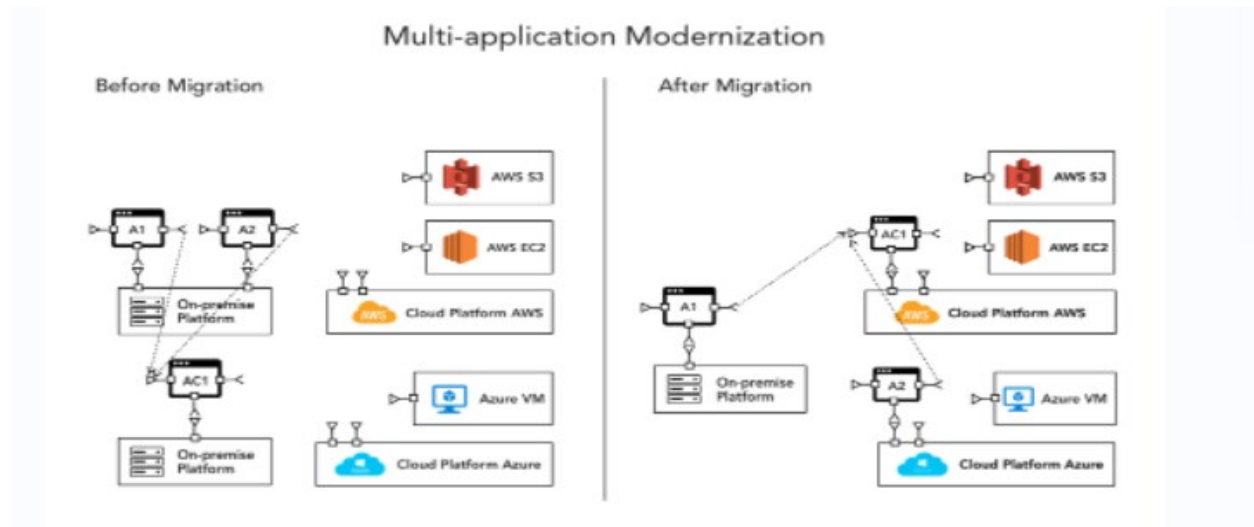 Multi-application Modernization
Before Migration
AWS S3
A1
A2
AWS EC2
On-premise
Platform
AWS
Cloud Platform AWS
AC1
Azure VM
On-premise
Platform
Cloud Platform Azure
After Migration
AWS S3
AC1
AWS EC2
A1
AWS
Cloud Platform AWS
On-premise
Platform
A2
Azure VM
Cloud Platform Azure